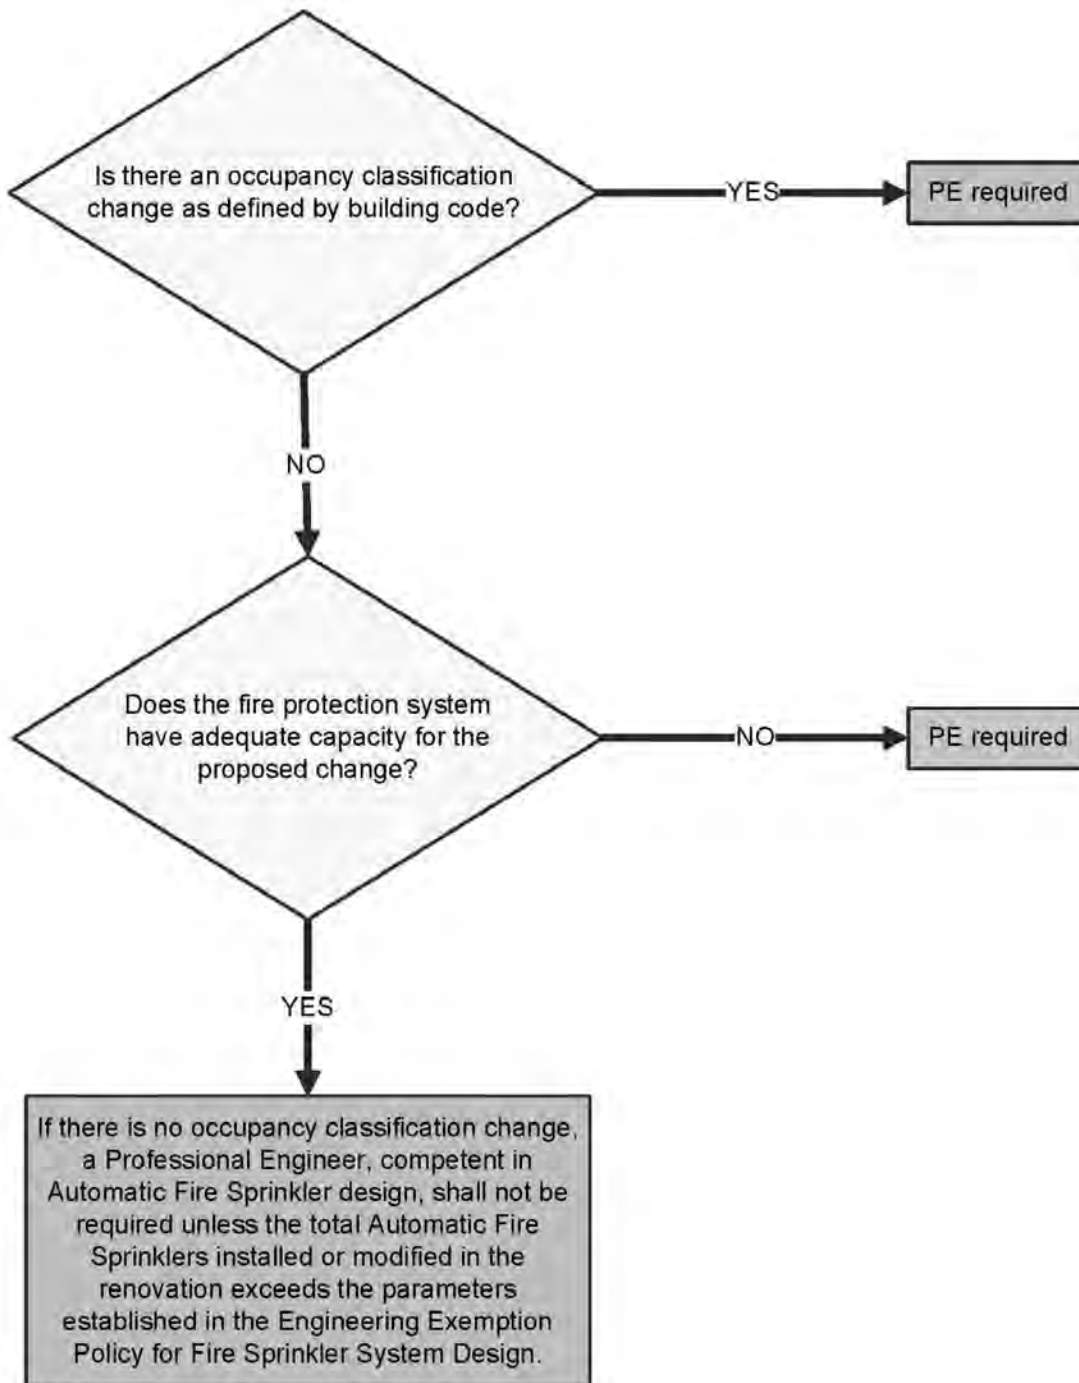 Is there an occupancy classification
change as defined by building code?
YES
PE required
NO
Does the fire protection system
have adequate capacity for the
proposed change?
NO
PE required
YES
If there is no occupancy classification change,
a Professional Engineer, competent in
Automatic Fire Sprinkler design, shall not be
required unless the total Automatic Fire
Sprinklers installed or modified in the
renovation exceeds the parameters
established in the Engineering Exemption
Policy for Fire Sprinkler System Design.